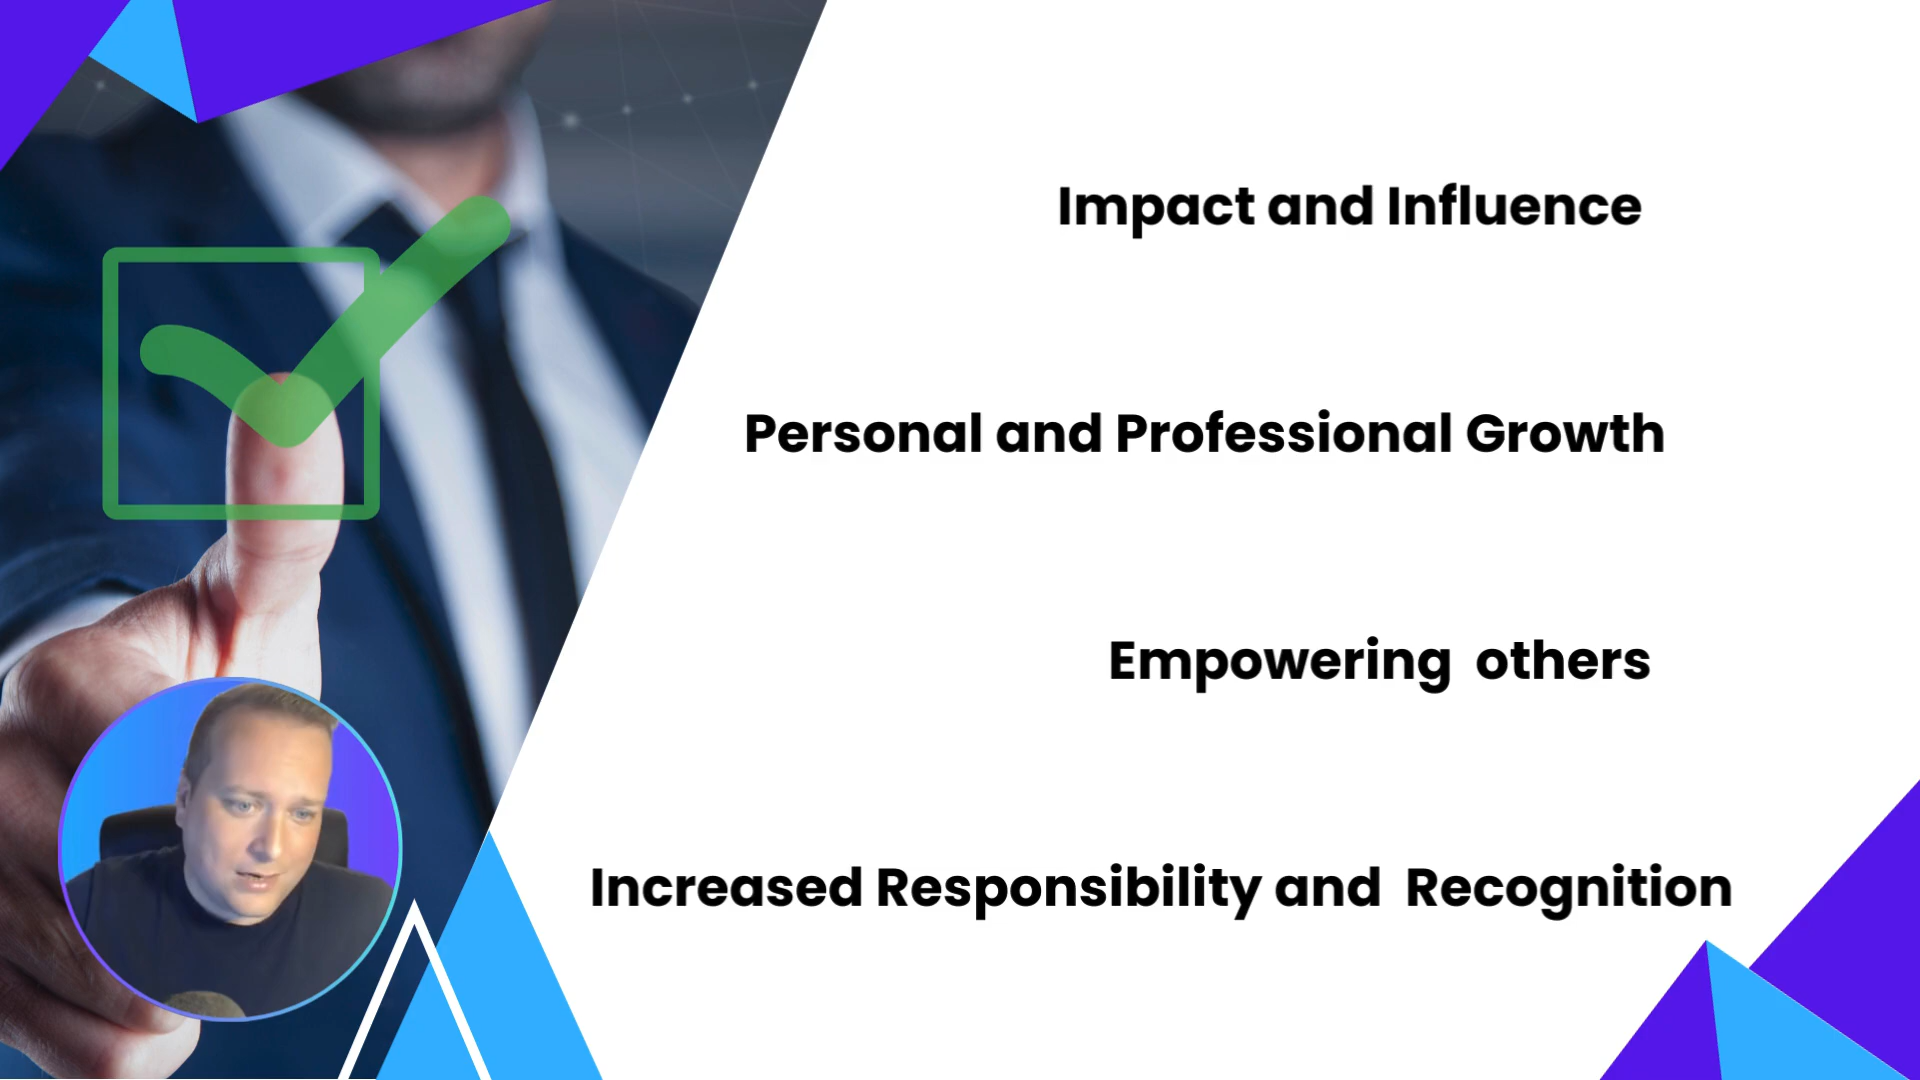 Impact and Influence
Personal and Professional Growth
Empowering others
Increased Responsibility and Recognition